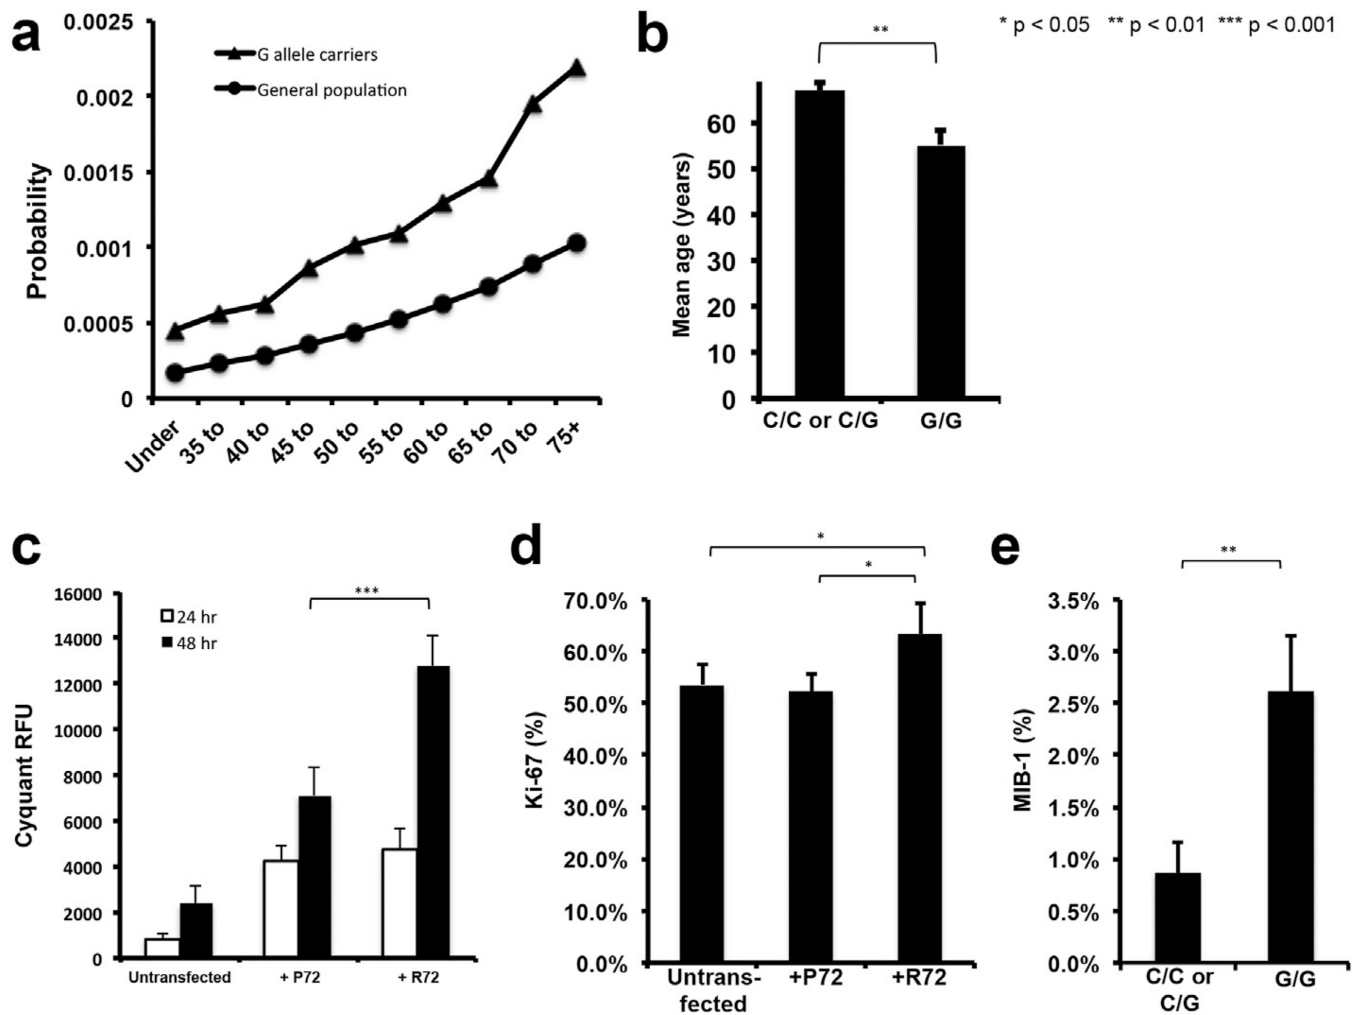 a
0.0025
0.002
0.0015
0.001
0.0005
0
Probability
G allele carriers
General population
Under
35 to
40 to
45 to
50 to
55 to
60 to
65 to
70 to
75+
b
* p < 0.05 ** p < 0.01 *** p < 0.001
**
60
50
40
30
20
10
0
Mean age (years)
C/C or C/G
G/G
c
16000
14000
12000
10000
8000
6000
4000
2000
0
Cyquant RFU
24 hr
48 hr
***
Untransfected
+ P72
+ R72
d
*
*
70.0%
60.0%
50.0%
40.0%
30.0%
20.0%
10.0%
0.0%
Ki-67 (%)
Untrans-
fected
+P72
+R72
e
**
3.5%
3.0%
2.5%
2.0%
1.5%
1.0%
0.5%
0.0%
MIB-1 (%)
C/C or
C/G
G/G